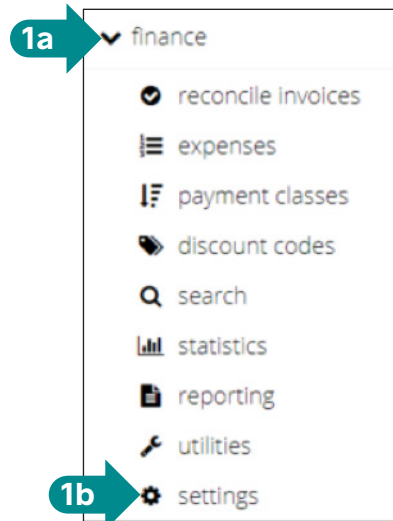 1a finance
reconcile invoices
expenses
payment classes
discount codes
search
statistics
reporting
utilities
1b settings